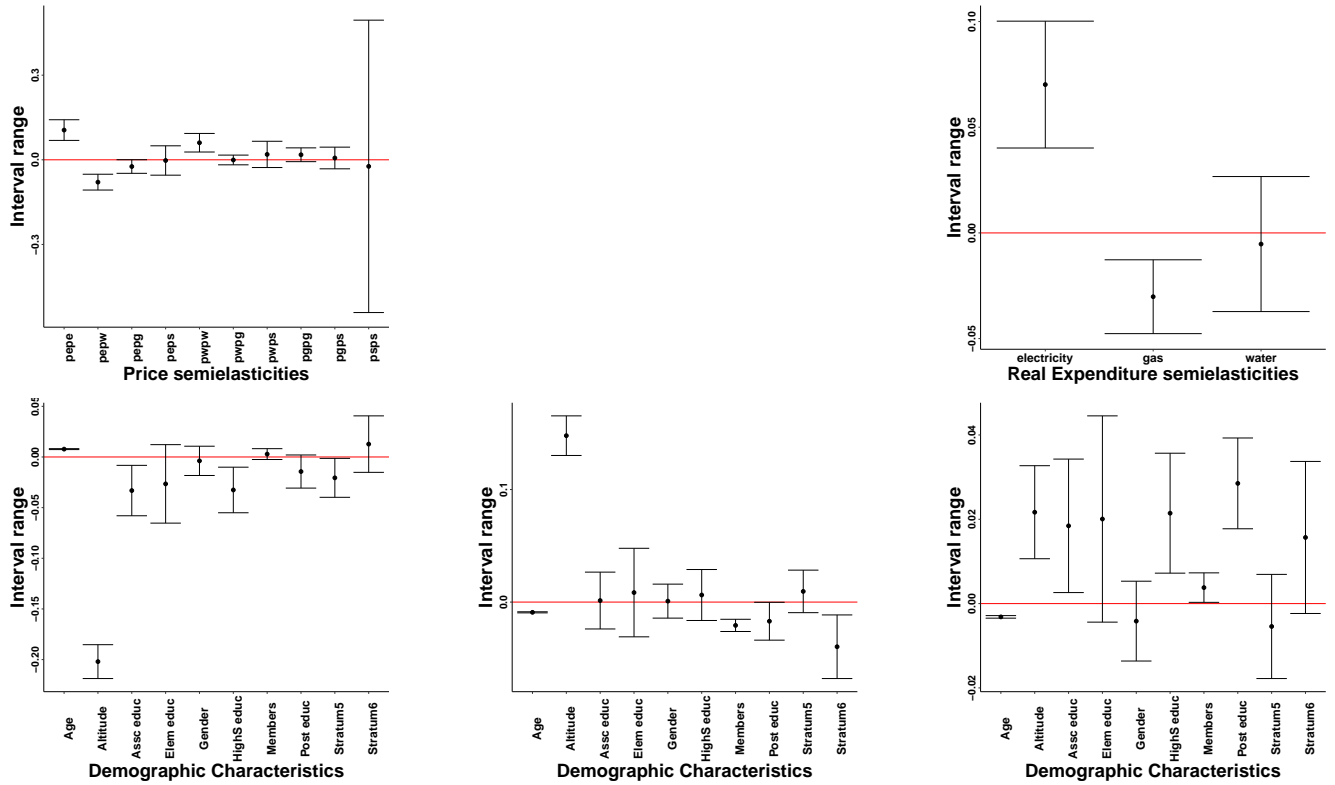 Interval range
0.3
0.0
−0.3
pepe
pepw
pepg
peps
pwpw
pwpg
pwps
pgpg
pgps
psps
Price semielasticities
Interval range
0.10
0.05
0.00
−0.05
electricity gas water
Real Expenditure semielasticities
Interval range
0.05
0.00
−0.05
−0.10
−0.15
−0.20
Age
Altitude
Assc educ
Elem educ
Gender
HighS educ
Members
Post educ
Stratum5
Stratum6
Demographic Characteristics
Interval range
0.1
0.0
Age
Altitude
Assc educ
Elem educ
Gender
HighS educ
Members
Post educ
Stratum5
Stratum6
Demographic Characteristics
Interval range
0.04
0.02
0.00
−0.02
Age
Altitude
Assc educ
Elem educ
Gender
HighS educ
Members
Post educ
Stratum5
Stratum6
Demographic Characteristics